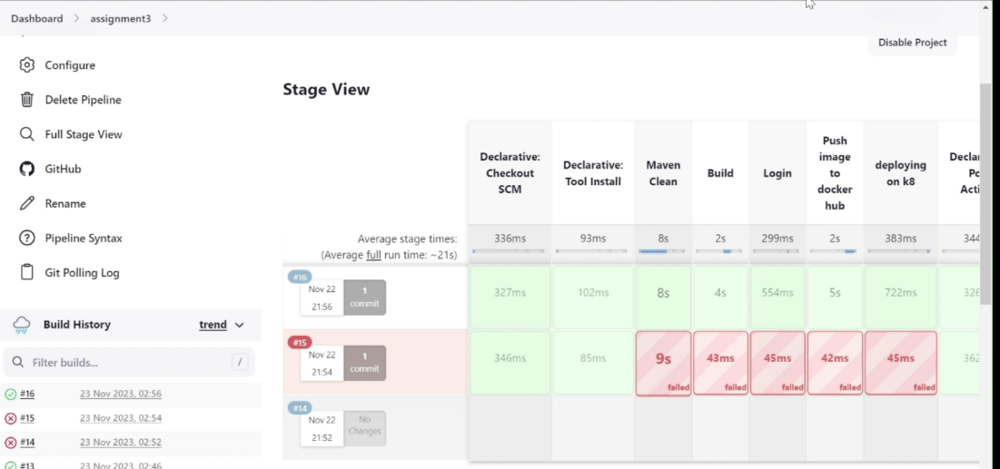 Dashboard
assignment3
Disable Project
Configure
Delete Pipeline
Full Stage View
GitHub
Rename
Pipeline Syntax
Git Polling Log
Build History
trend
Filter builds...
/
#16
23 Nov 2023, 02:56
#15
23 Nov 2023, 02:54
#14
23 Nov 2023, 02:52
#13
23 Nov 2023, 02:46
Stage View
Declarative:
Checkout
SCM
Declarative:
Tool Install
Maven
Clean
Build
Login
Push
image
to
docker
hub
deploying
on k8
Average stage times:
(Average full run time: ~21s)
336ms
93ms
8s
2s
299ms
2s
383ms
#16
Nov 22
21:56
1
commit
327ms
102ms
8s
4s
554ms
5s
722ms
#15
Nov 22
21:54
1
commit
346ms
85ms
9s
failed
43ms
failed
45ms
failed
42ms
failed
45ms
failed
#14
Nov 22
21:52
No
Changes